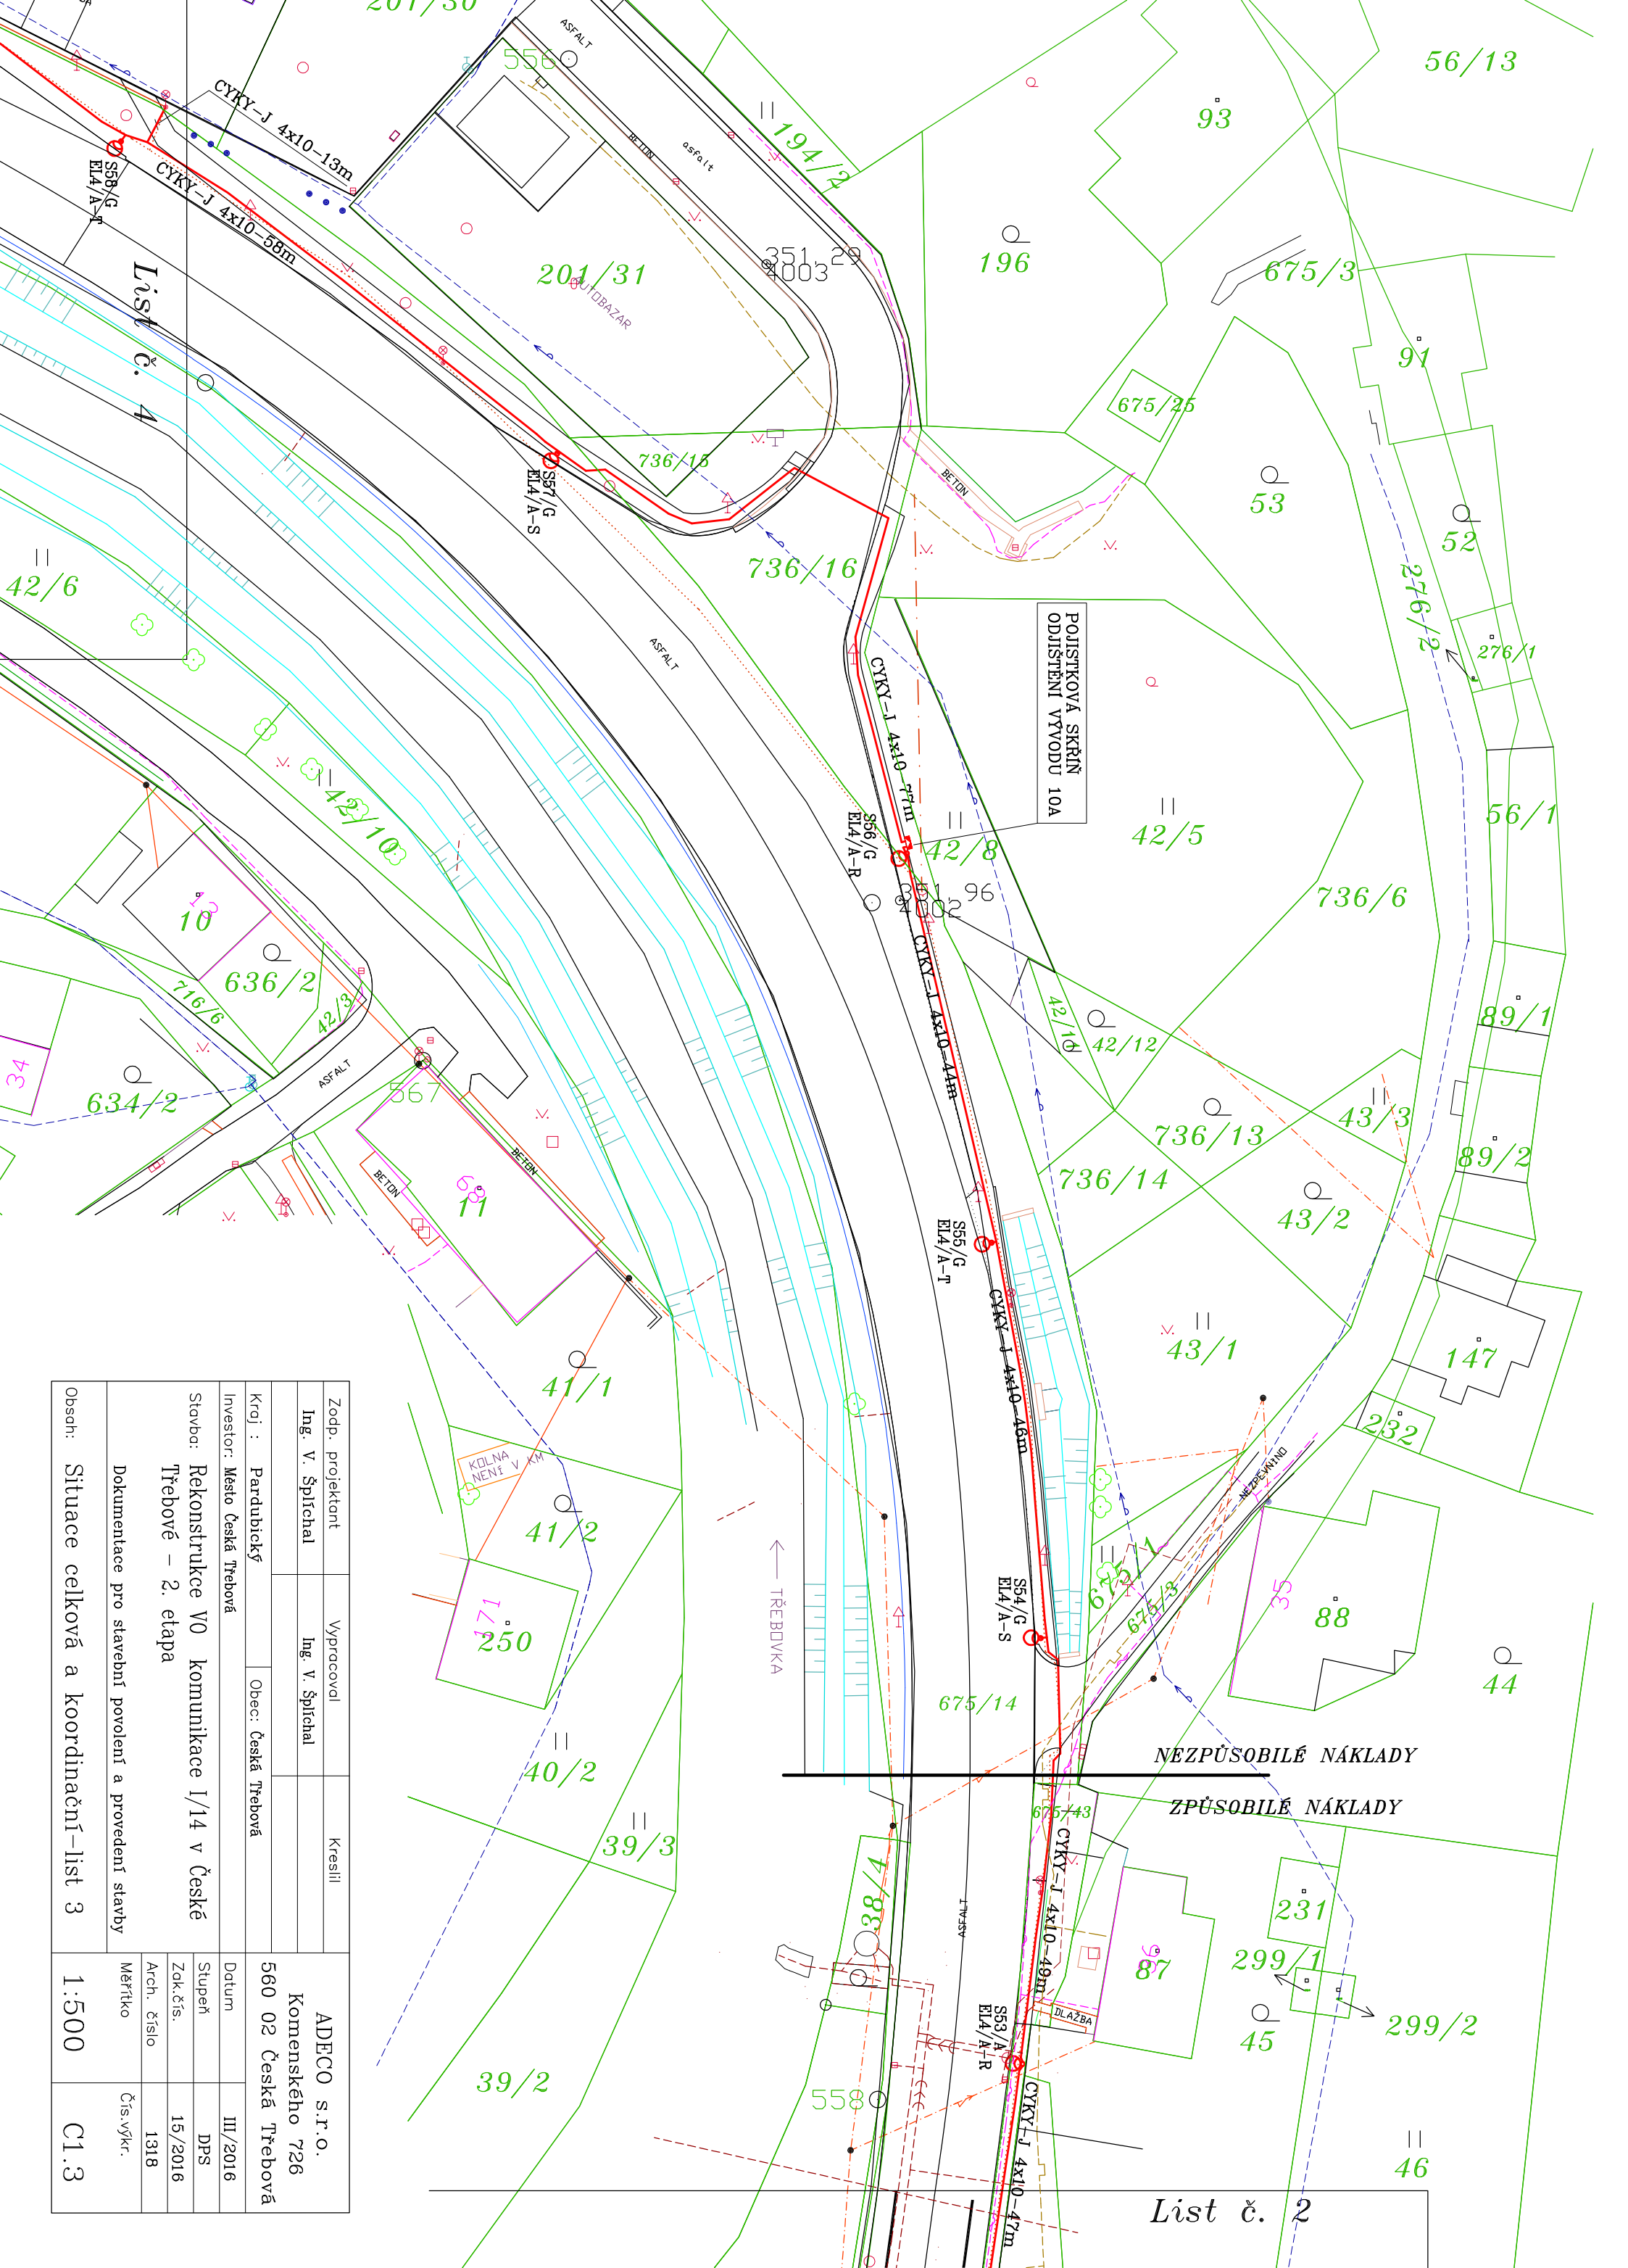 201/30
56/13
ASFALT
556
93
194/2
CYKY-J 4x10-13m
BETON
asfalt
S58/G
EL4/A-T
CYKY-J 4x10-58m
196
675/3
351,29
4003
201/31
AUTOBAZAR
List č. 4
91
675/25
736/15
BETON
S57/G
EL4/A-S
53
52
736/16
42/6
276/2
276/1
ASFALT
POJISTKOVÁ SKŘÍŇ
ODJIŠTĚNÍ VÝVODU 10A
CYKY-J 4x10-77m
42/10
56/1
S56/G
EL4/A-R
42/8
42/5
351,96
4002
736/6
13
10
636/2
716/6
42/3
CYKY-J 4x10-44m
42/11
42/12
89/1
34
634/2
ASFALT
567
43/3
736/13
89/2
736/14
BETON
BETON
68
11
43/2
S55/G
EL4/A-T
CYKY-J 4x10-46m
43/1
147
41/1
232
KOLNA
NENÍ V KM
NEZPEVNENO
41/2
TŘEBOVKA
675/1
675/3
35
88
171
250
S54/G
EL4/A-S
44
675/14
40/2
NEZPŮSOBILÉ NÁKLADY
ZPŮSOBILÉ NÁKLADY
675/43
39/3
CYKY-J 4x10-49m
38/4
ASFALT
231
299/1
36
87
DLAŽBA
45
299/2
S53/A
EL4/A-R
39/2
558
CYKY-J 4x10-47m
46
List č. 2
Zodp. projektant
Vypracoval
Kreslil
Ing. V. Šplíchal
Ing. V. Šplíchal
Kraj : Pardubický
Obec: Česká Třebová
Investor: Město Česká Třebová
Stavba: Rekonstrukce VO komunikace I/14 v České
Třebové - 2. etapa
Dokumentace pro stavební povolení a provedení stavby
Obsah: Situace celková a koordinační-list 3
ADECO s.r.o.
Komenského 726
560 02 Česká Třebová
Datum III/2016
Stupeň DPS
Zak.čís. 15/2016
Arch. číslo 1318
Měřítko
Čís.výkr.
1:500
C1.3